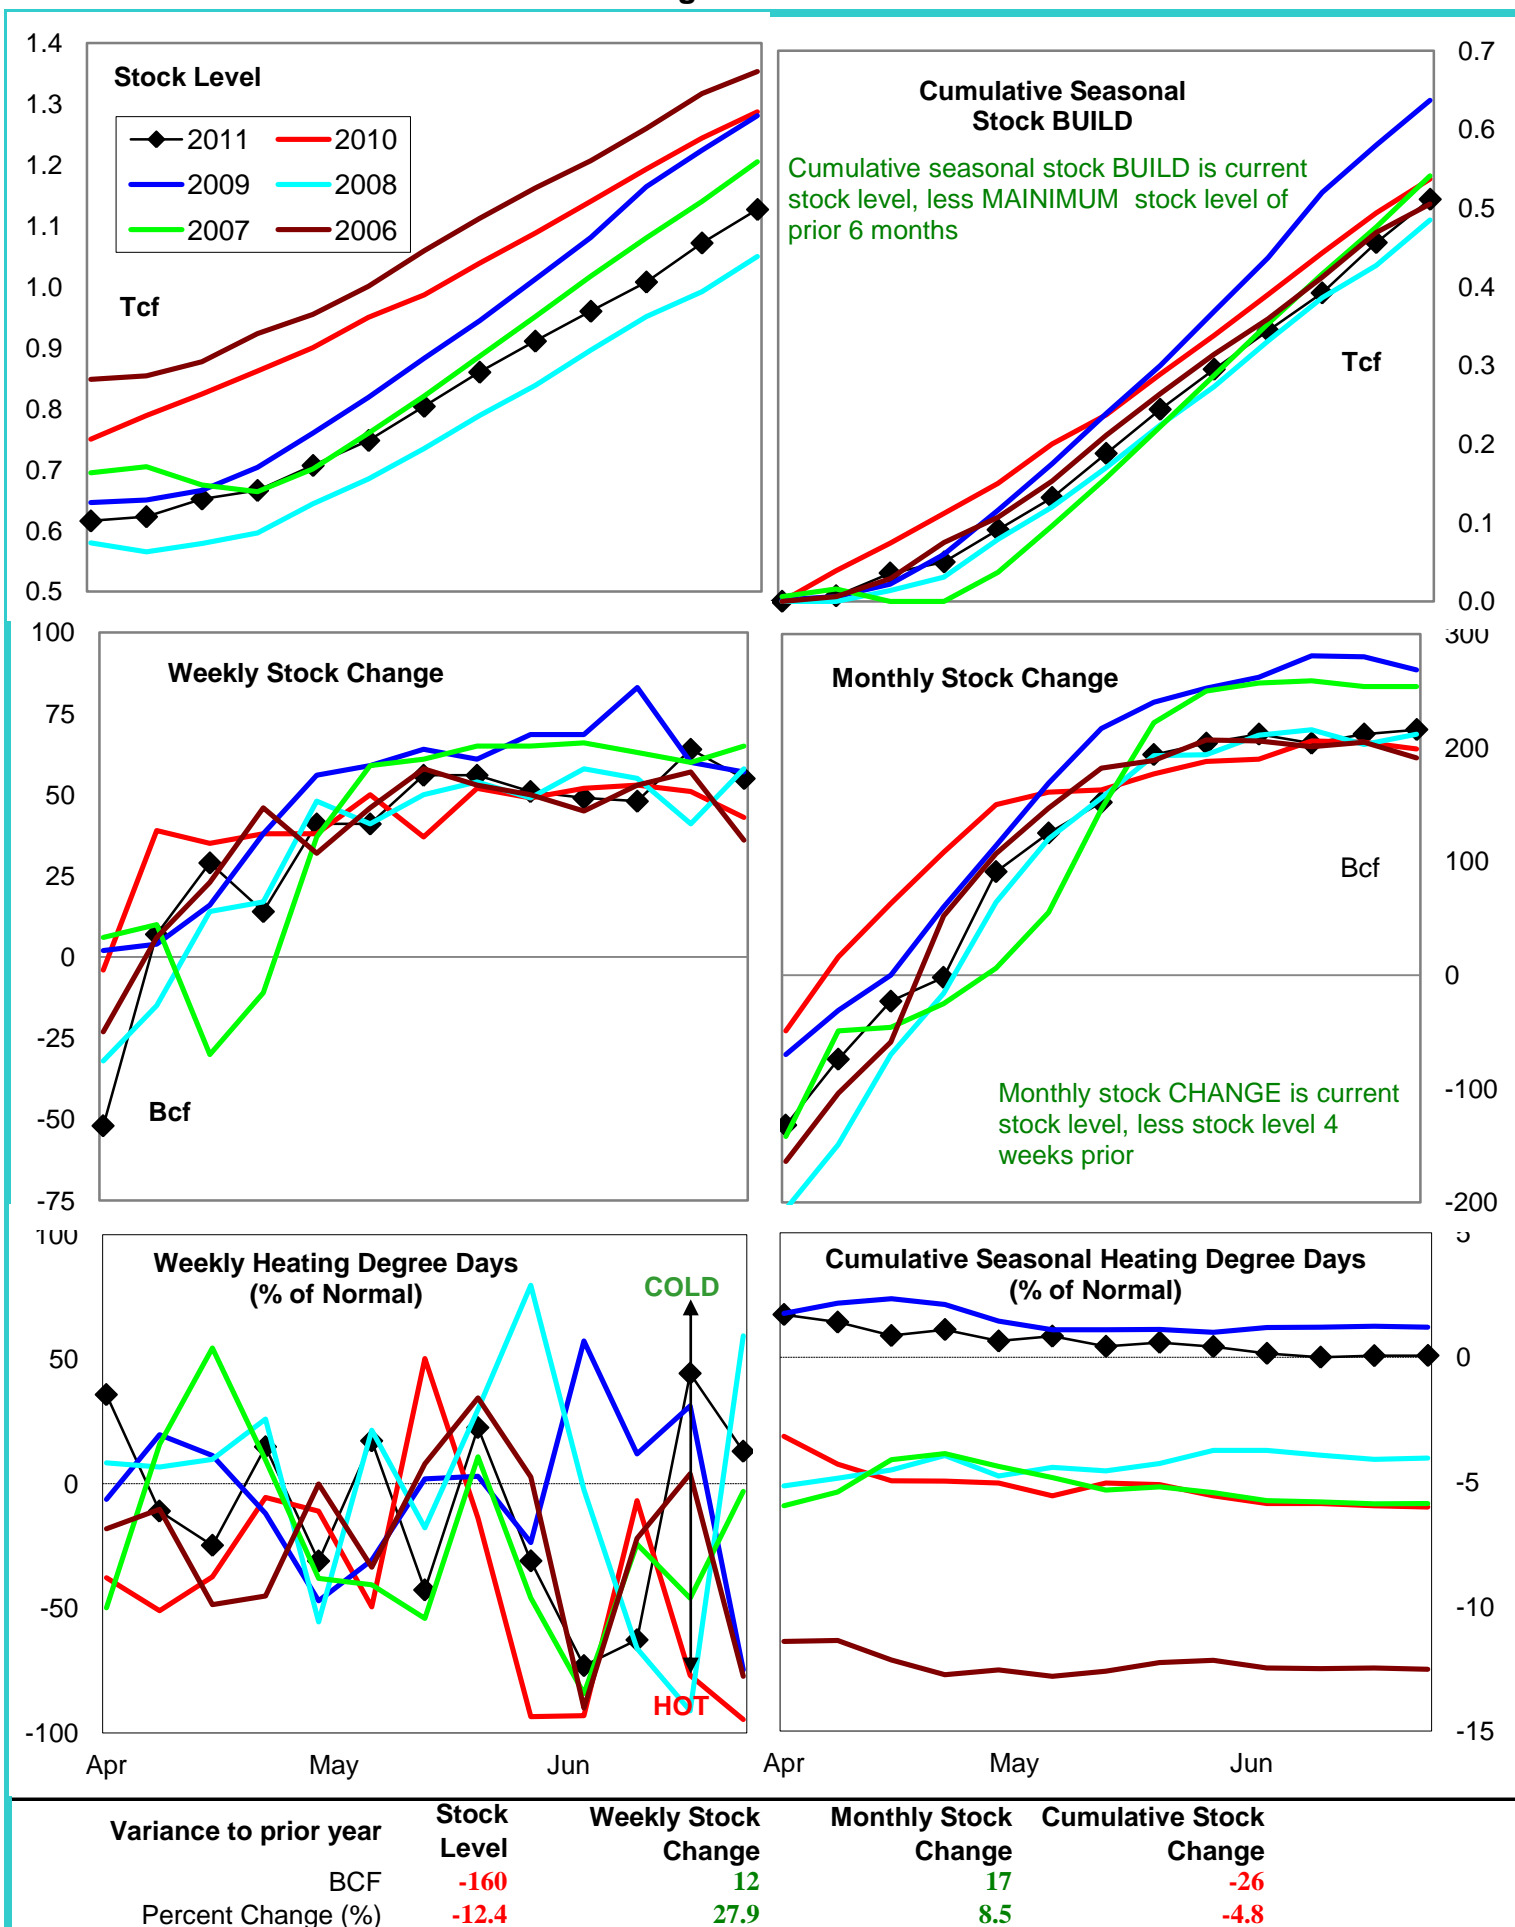 1.4
1.3
1.2
1.1
1.0
0.9
0.8
0.7
0.6
0.5
Stock Level
2011 2010
2009 2008
2007 2006
Tcf
Cumulative Seasonal
Stock BUILD
Cumulative seasonal stock BUILD is current
stock level, less MAINIMUM stock level of
prior 6 months
Tcf
0.7
0.6
0.5
0.4
0.3
0.2
0.1
0.0
100
75
50
25
0
-25
-50
-75
Weekly Stock Change
Bcf
Monthly Stock Change
Bcf
Monthly stock CHANGE is current
stock level, less stock level 4
weeks prior
300
200
100
0
-100
-200
100
50
0
-50
-100
Weekly Heating Degree Days
(% of Normal)
COLD
HOT
Apr May Jun
Cumulative Seasonal Heating Degree Days
(% of Normal)
5
0
-5
-10
-15
Apr May Jun
Variance to prior year Stock Level Weekly Stock Change Monthly Stock Change Cumulative Stock Change
BCF -160 12 17 -26
Percent Change (%) -12.4 27.9 8.5 -4.8